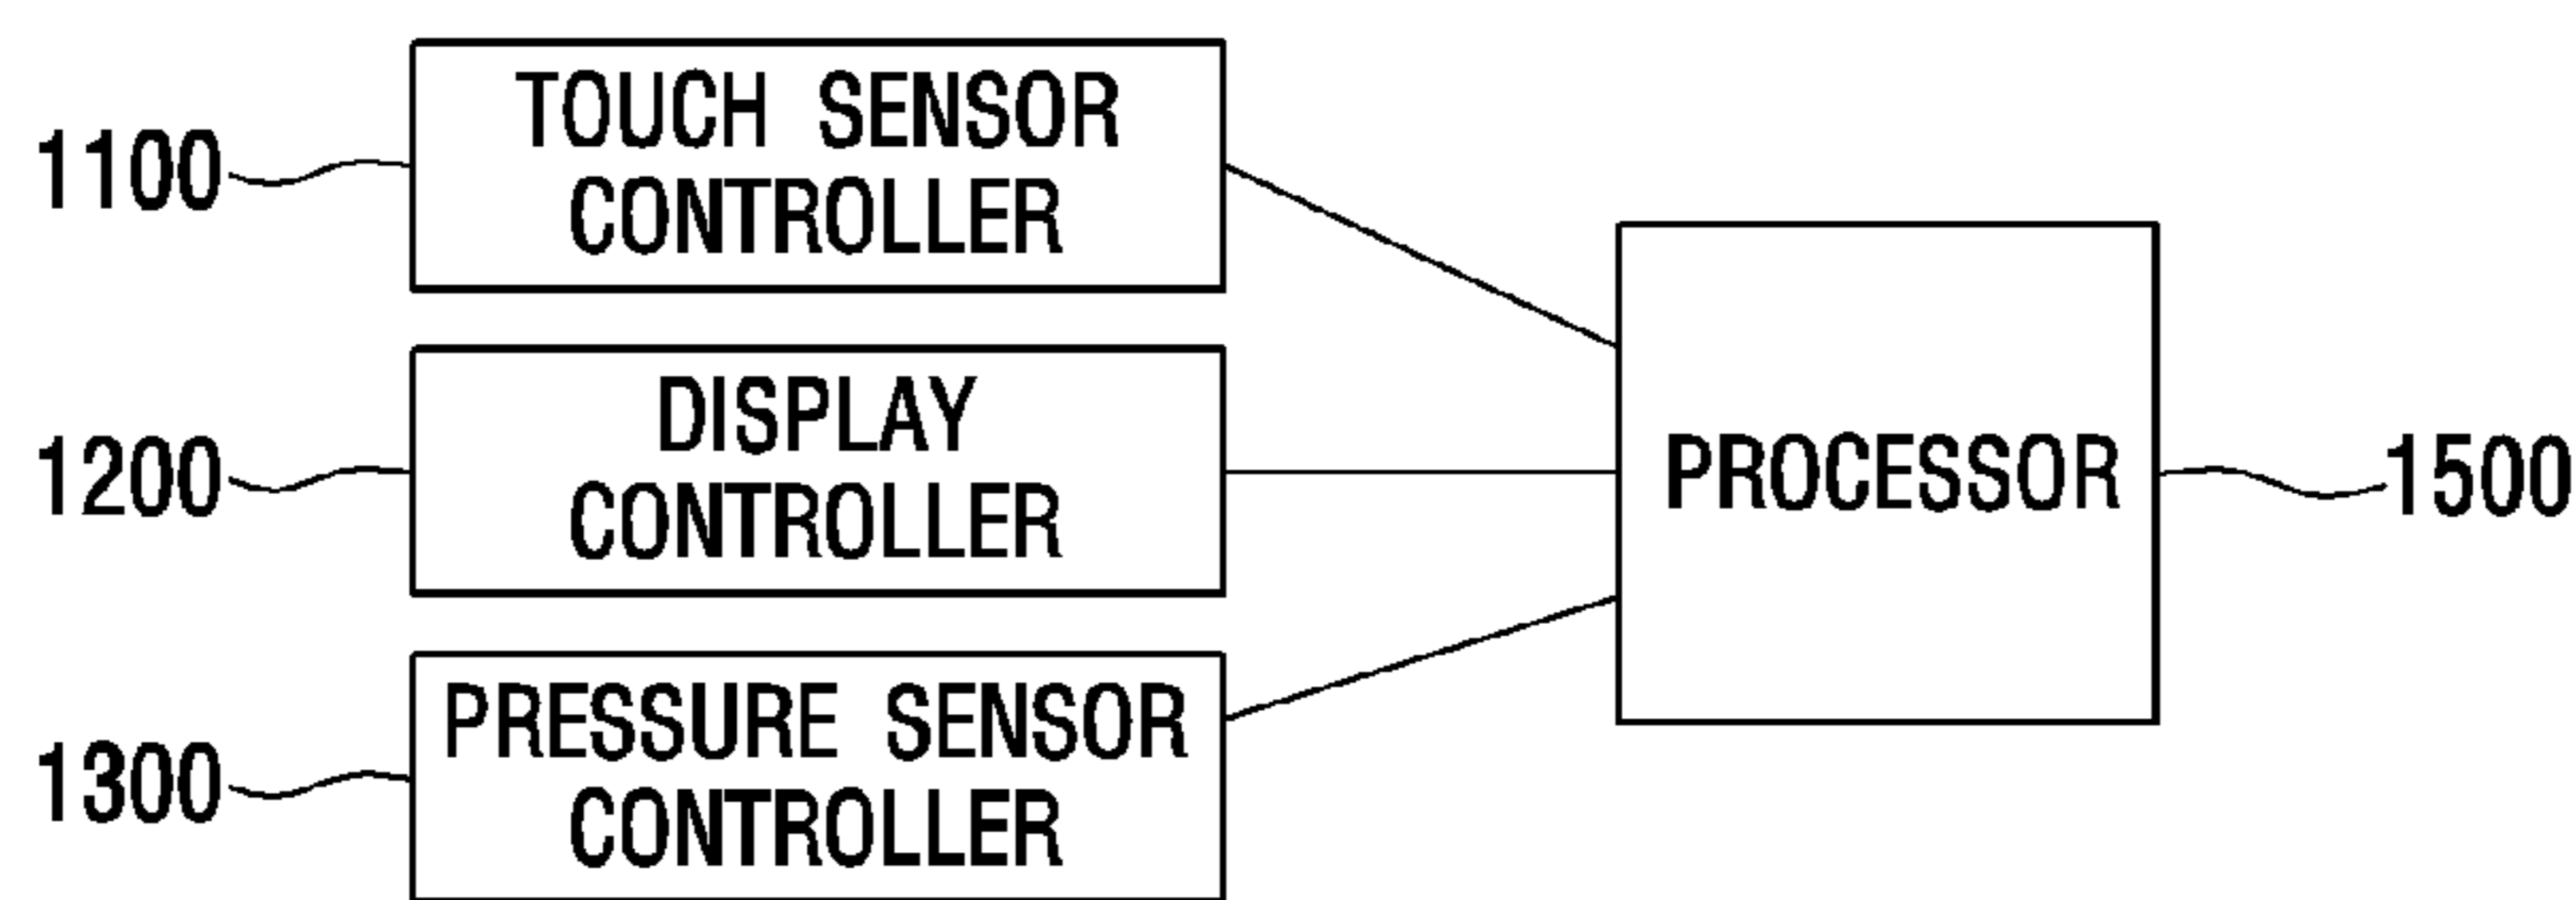 1100
TOUCH SENSOR
CONTROLLER
1200
DISPLAY
CONTROLLER
1300
PRESSURE SENSOR
CONTROLLER
PROCESSOR
1500